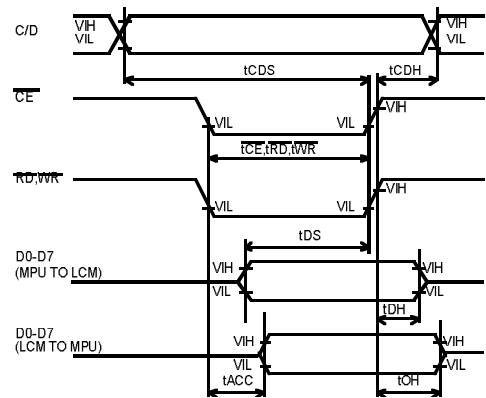 C/D VIH VIH
VIL VIL
tCDS tCDH
CE
VIL VIL VIH
tCE,tRD,tWR
RD,WR
VIL VIL VIH
tDS
D0-D7
(MPU TO LCM) VIH VIH
VIL VIL
tDH
D0-D7
(LCM TO MPU) VIH VIH
VIL VIL
tACC tOH